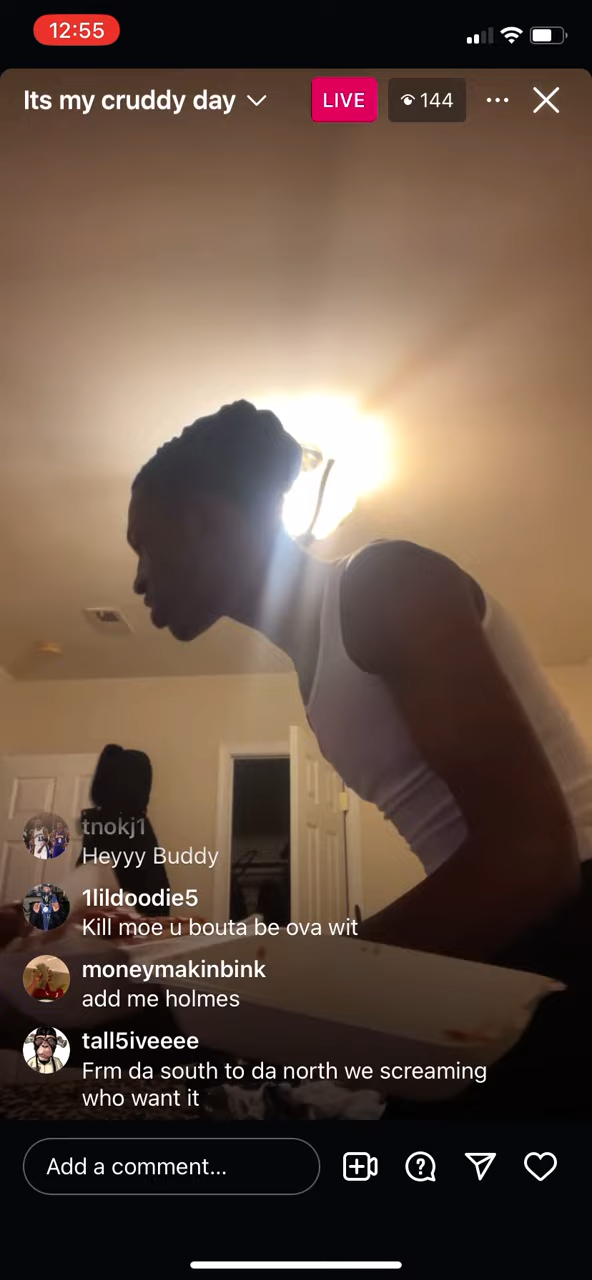 12:55
Its my cruddy day
LIVE
144
tnokj1
Heyyy Buddy
1lildoodie5
Kill moe u bouta be ova wit
moneymakinbink
add me holmes
tall5iveeee
Frm da south to da north we screaming
who want it
Add a comment...